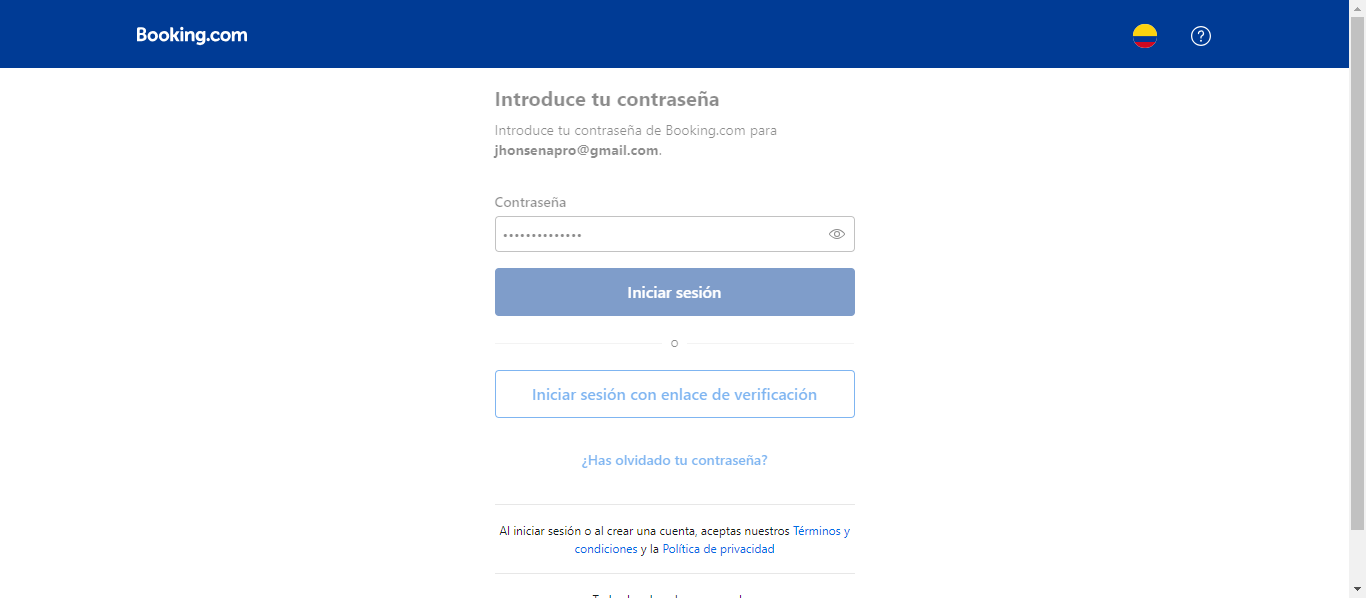 Booking.com
Introduce tu contraseña
Introduce tu contraseña de Booking.com para
jhonsenapro@gmail.com.
Contraseña
••••••••••••••
Iniciar sesión
o
Iniciar sesión con enlace de verificación
¿Has olvidado tu contraseña?
Al iniciar sesión o al crear una cuenta, aceptas nuestros Términos y
condiciones y la Política de privacidad